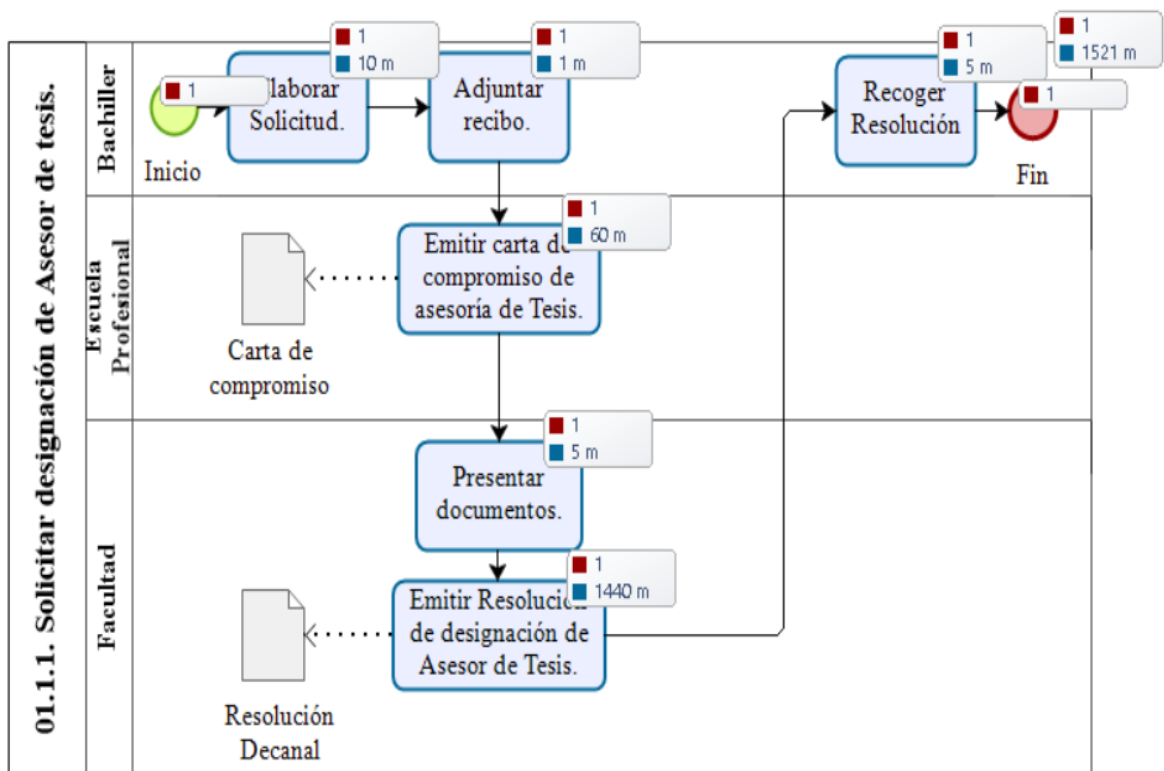 01.1.1. Solicitar designación de Asesor de tesis.
Bachiller
Inicio
1
Solicitud.
1
10 m
Adjuntar
recibo.
1
1 m
Recoger
Resolución
1
5 m
1
1521 m
1
Fin
Escuela
Profesional
Emitir carta de
compromiso de
asesoría de Tesis.
1
60 m
Carta de
compromiso
Facultad
Presentar
documentos.
1
5 m
Emitir Resolución
de designación de
Asesor de Tesis.
1
1440 m
Resolución
Decanal